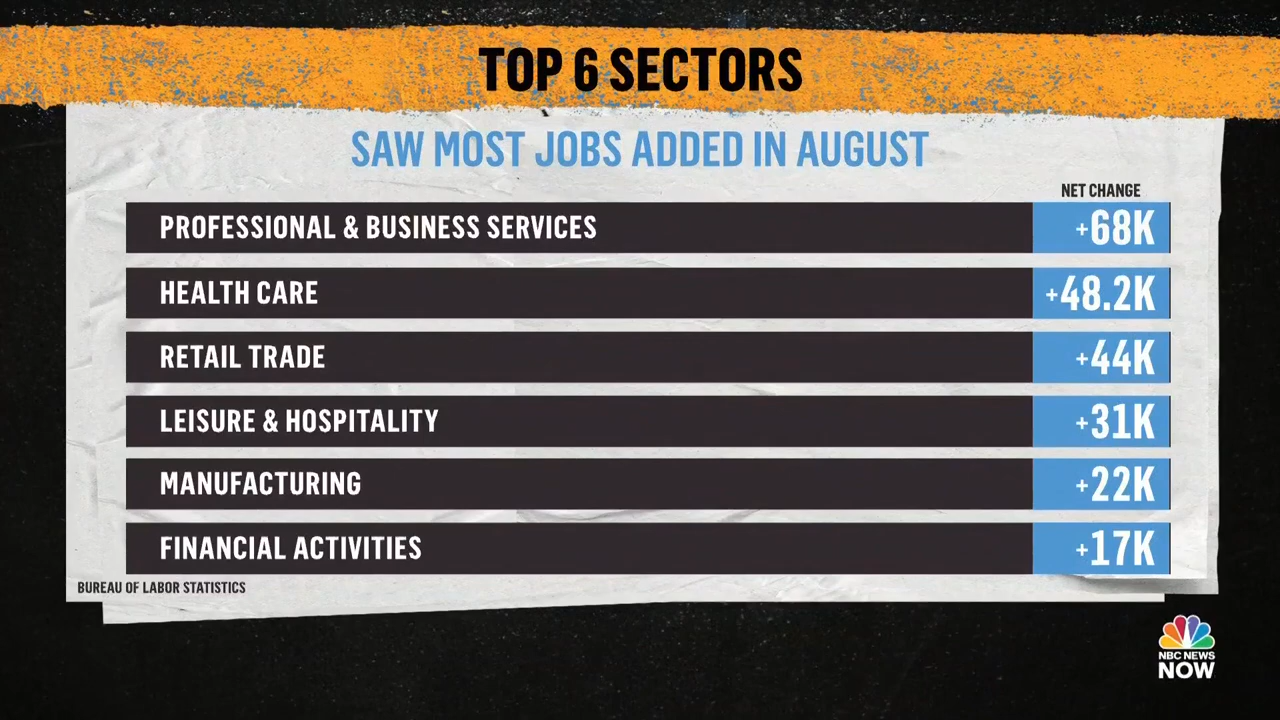 TOP 6 SECTORS
SAW MOST JOBS ADDED IN AUGUST
NET CHANGE
PROFESSIONAL & BUSINESS SERVICES +68K
HEALTH CARE +48.2K
RETAIL TRADE +44K
LEISURE & HOSPITALITY +31K
MANUFACTURING +22K
FINANCIAL ACTIVITIES +17K
BUREAU OF LABOR STATISTICS
NBC NEWS
NOW